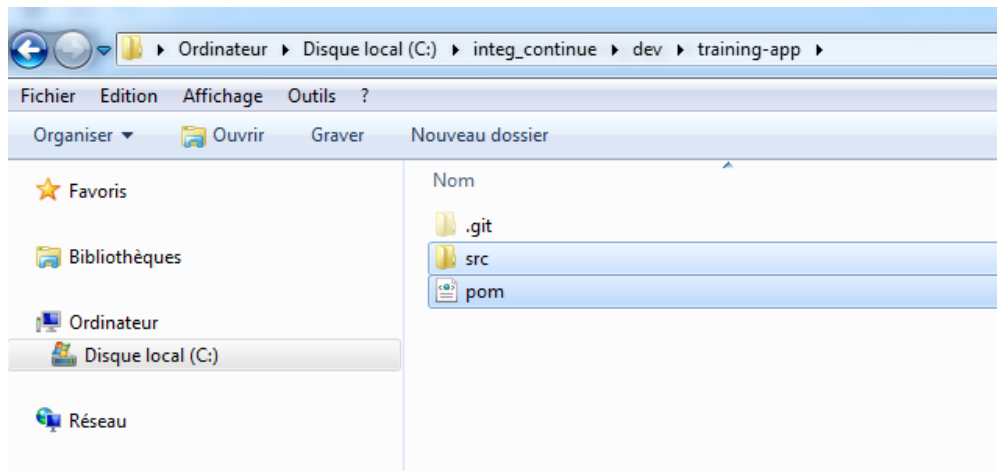 Ordinateur ▸ Disque local (C:) ▸ integ_continue ▸ dev ▸ training-app ▸
Fichier Edition Affichage Outils ?
Organiser Ouvrir Graver Nouveau dossier
Favoris
Bibliothèques
Ordinateur
Disque local (C:)
Réseau
Nom
.git
src
pom